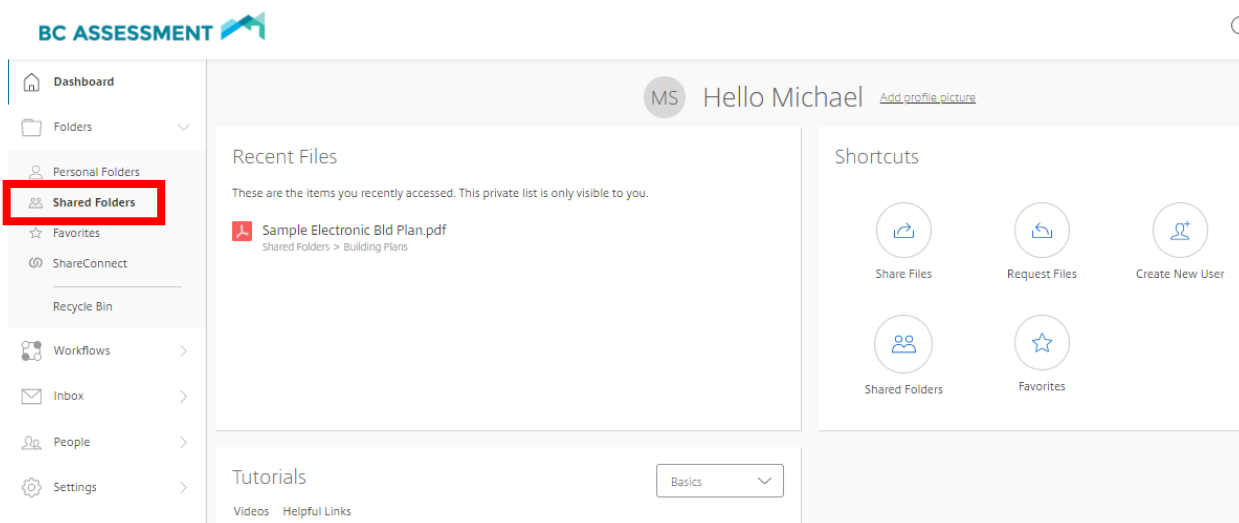 BC ASSESSMENT
Dashboard
Folders
Personal Folders
Shared Folders
Favorites
ShareConnect
Recycle Bin
Workflows
Inbox
People
Settings
MS Hello Michael Add profile picture
Recent Files
These are the items you recently accessed. This private list is only visible to you.
Sample Electronic Bld Plan.pdf
Shared Folders > Building Plans
Shortcuts
Share Files Request Files Create New User
Shared Folders Favorites
Tutorials Basics
Videos Helpful Links